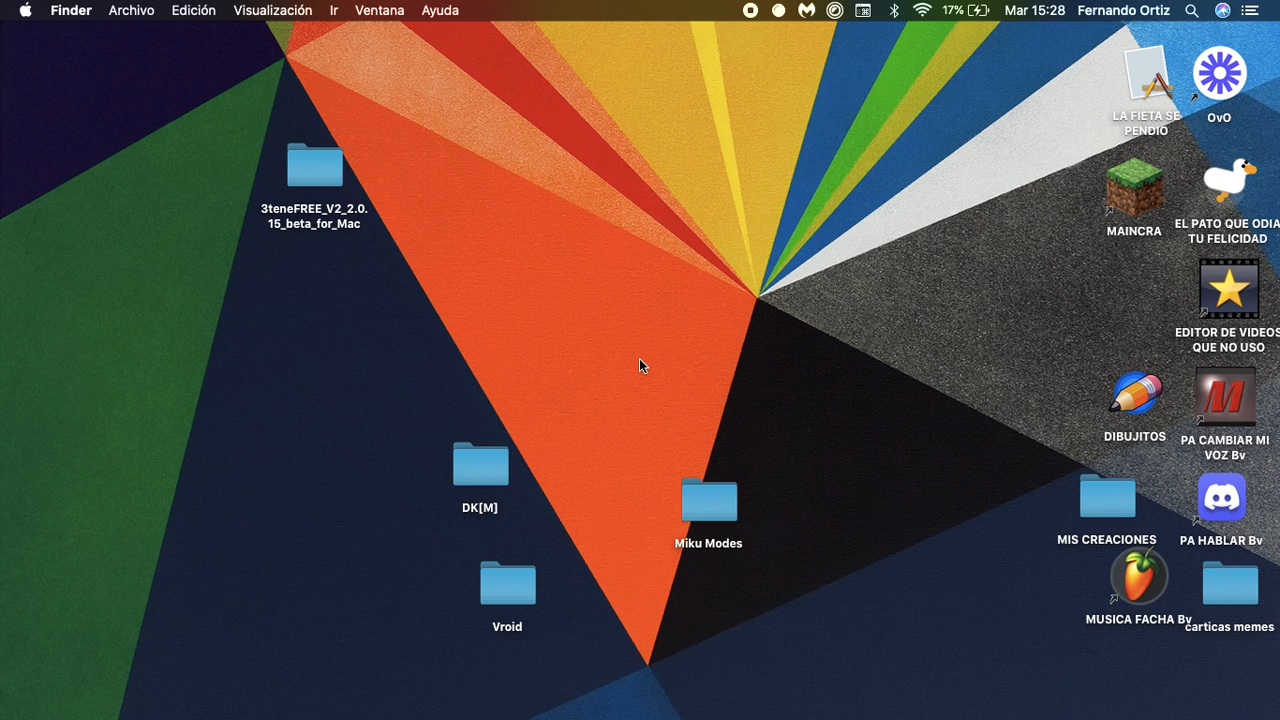 Finder Archivo Edición Visualización Ir Ventana Ayuda 17% Mar 15:28 Fernando Ortiz
LA FIETA SE
PENDIO
OvO
3teneFREE_V2_2.0.
15_beta_for_Mac
MAINCRA
EL PATO QUE ODIA
TU FELICIDAD
EDITOR DE VIDEOS
QUE NO USO
DIBUJITOS
PA CAMBIAR MI
VOZ Bv
DK[M]
Miku Modes
MIS CREACIONES
PA HABLAR Bv
Vroid
MUSICA FACHA Bv
carticas memes